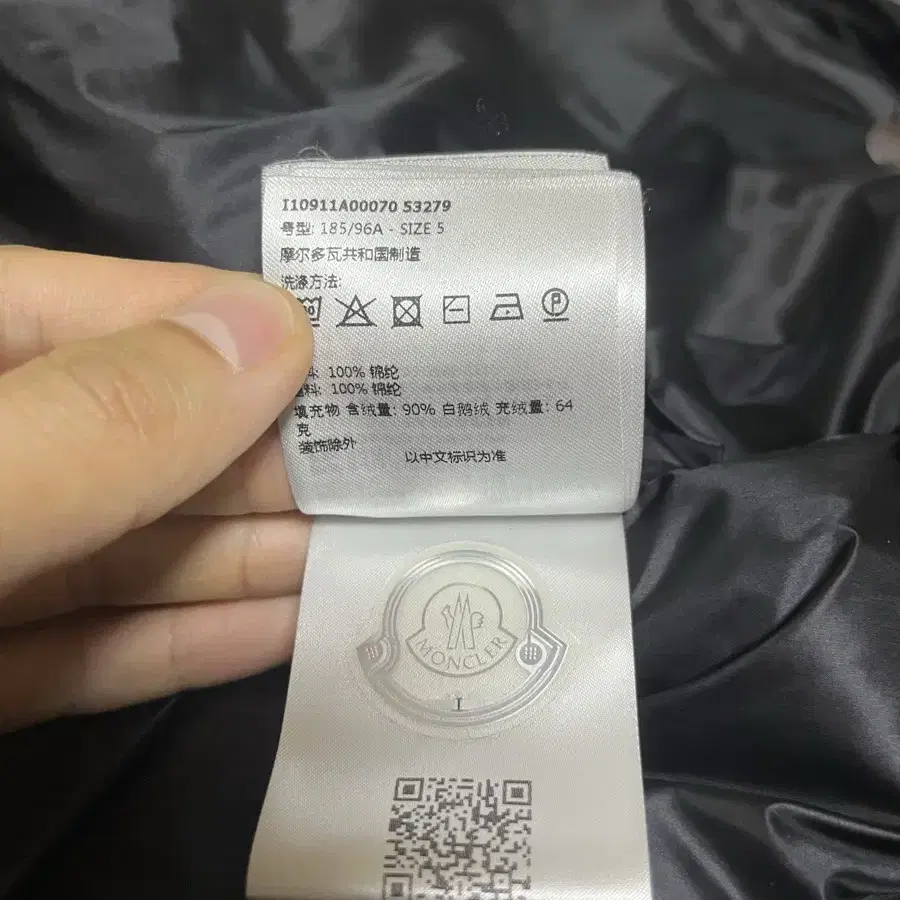 I10911A00070 53279
号型: 185/96A - SIZE 5
摩尔多瓦共和国制造
洗涤方法:
料: 100% 锦纶
料: 100% 锦纶
填充物 含绒量: 90% 白鹅绒 充绒量: 64
克
装饰除外
以中文标识为准
MONCLER
I